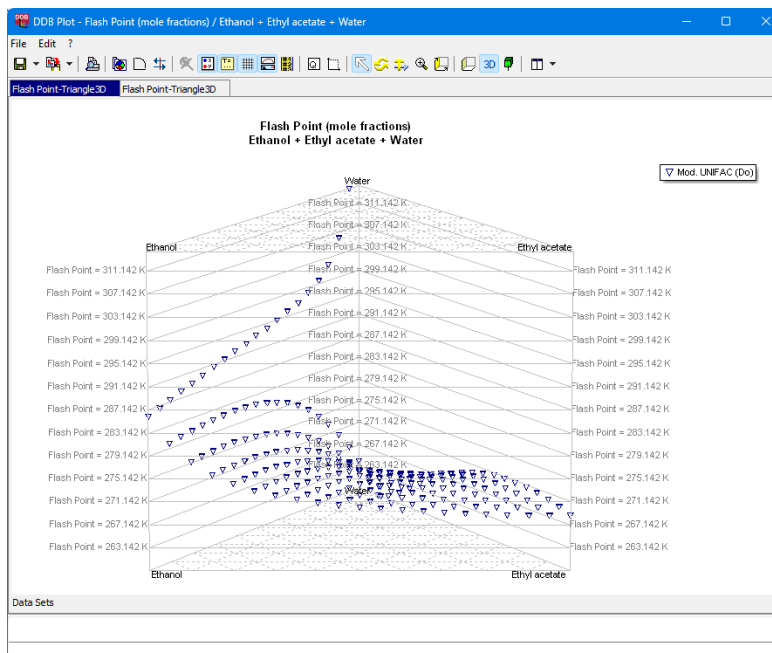 DDB Plot - Flash Point (mole fractions) / Ethanol + Ethyl acetate + Water
File Edit ?
3D
Flash Point-Triangle3D Flash Point-Triangle3D
Flash Point (mole fractions)
Ethanol + Ethyl acetate + Water
Mod. UNIFAC (Do)
Water
Flash Point = 311.142 K
Flash Point = 307.142 K
Ethanol Flash Point = 303.142 K Ethyl acetate
Flash Point = 311.142 K Flash Point = 299.142 K Flash Point = 311.142 K
Flash Point = 307.142 K Flash Point = 295.142 K Flash Point = 307.142 K
Flash Point = 303.142 K Flash Point = 291.142 K Flash Point = 303.142 K
Flash Point = 299.142 K Flash Point = 287.142 K Flash Point = 299.142 K
Flash Point = 295.142 K Flash Point = 283.142 K Flash Point = 295.142 K
Flash Point = 291.142 K Flash Point = 279.142 K Flash Point = 291.142 K
Flash Point = 287.142 K Flash Point = 275.142 K Flash Point = 287.142 K
Flash Point = 283.142 K Flash Point = 271.142 K Flash Point = 283.142 K
Flash Point = 279.142 K Flash Point = 267.142 K Flash Point = 279.142 K
Flash Point = 275.142 K Flash Point = 263.142 K Flash Point = 275.142 K
Water
Flash Point = 271.142 K Flash Point = 271.142 K
Flash Point = 267.142 K Flash Point = 267.142 K
Flash Point = 263.142 K Flash Point = 263.142 K
Ethanol Ethyl acetate
Data Sets